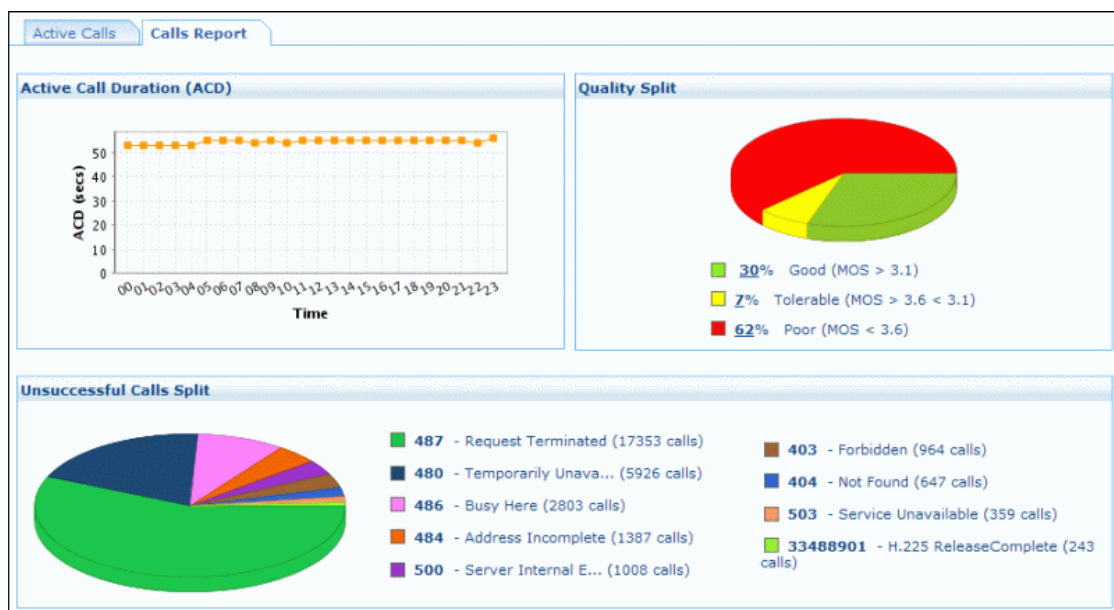 Active Calls
Calls Report
Active Call Duration (ACD)
ACD (secs)
50
40
30
20
10
0
00 01 02 03 04 05 06 07 08 09 10 11 12 13 14 15 16 17 18 19 20 21 22 23
Time
Quality Split
30% Good (MOS > 3.1)
7% Tolerable (MOS > 3.6 < 3.1)
62% Poor (MOS < 3.6)
Unsuccessful Calls Split
487 - Request Terminated (17353 calls)
480 - Temporarily Unava... (5926 calls)
486 - Busy Here (2803 calls)
484 - Address Incomplete (1387 calls)
500 - Server Internal E... (1008 calls)
403 - Forbidden (964 calls)
404 - Not Found (647 calls)
503 - Service Unavailable (359 calls)
33488901 - H.225 ReleaseComplete (243
calls)